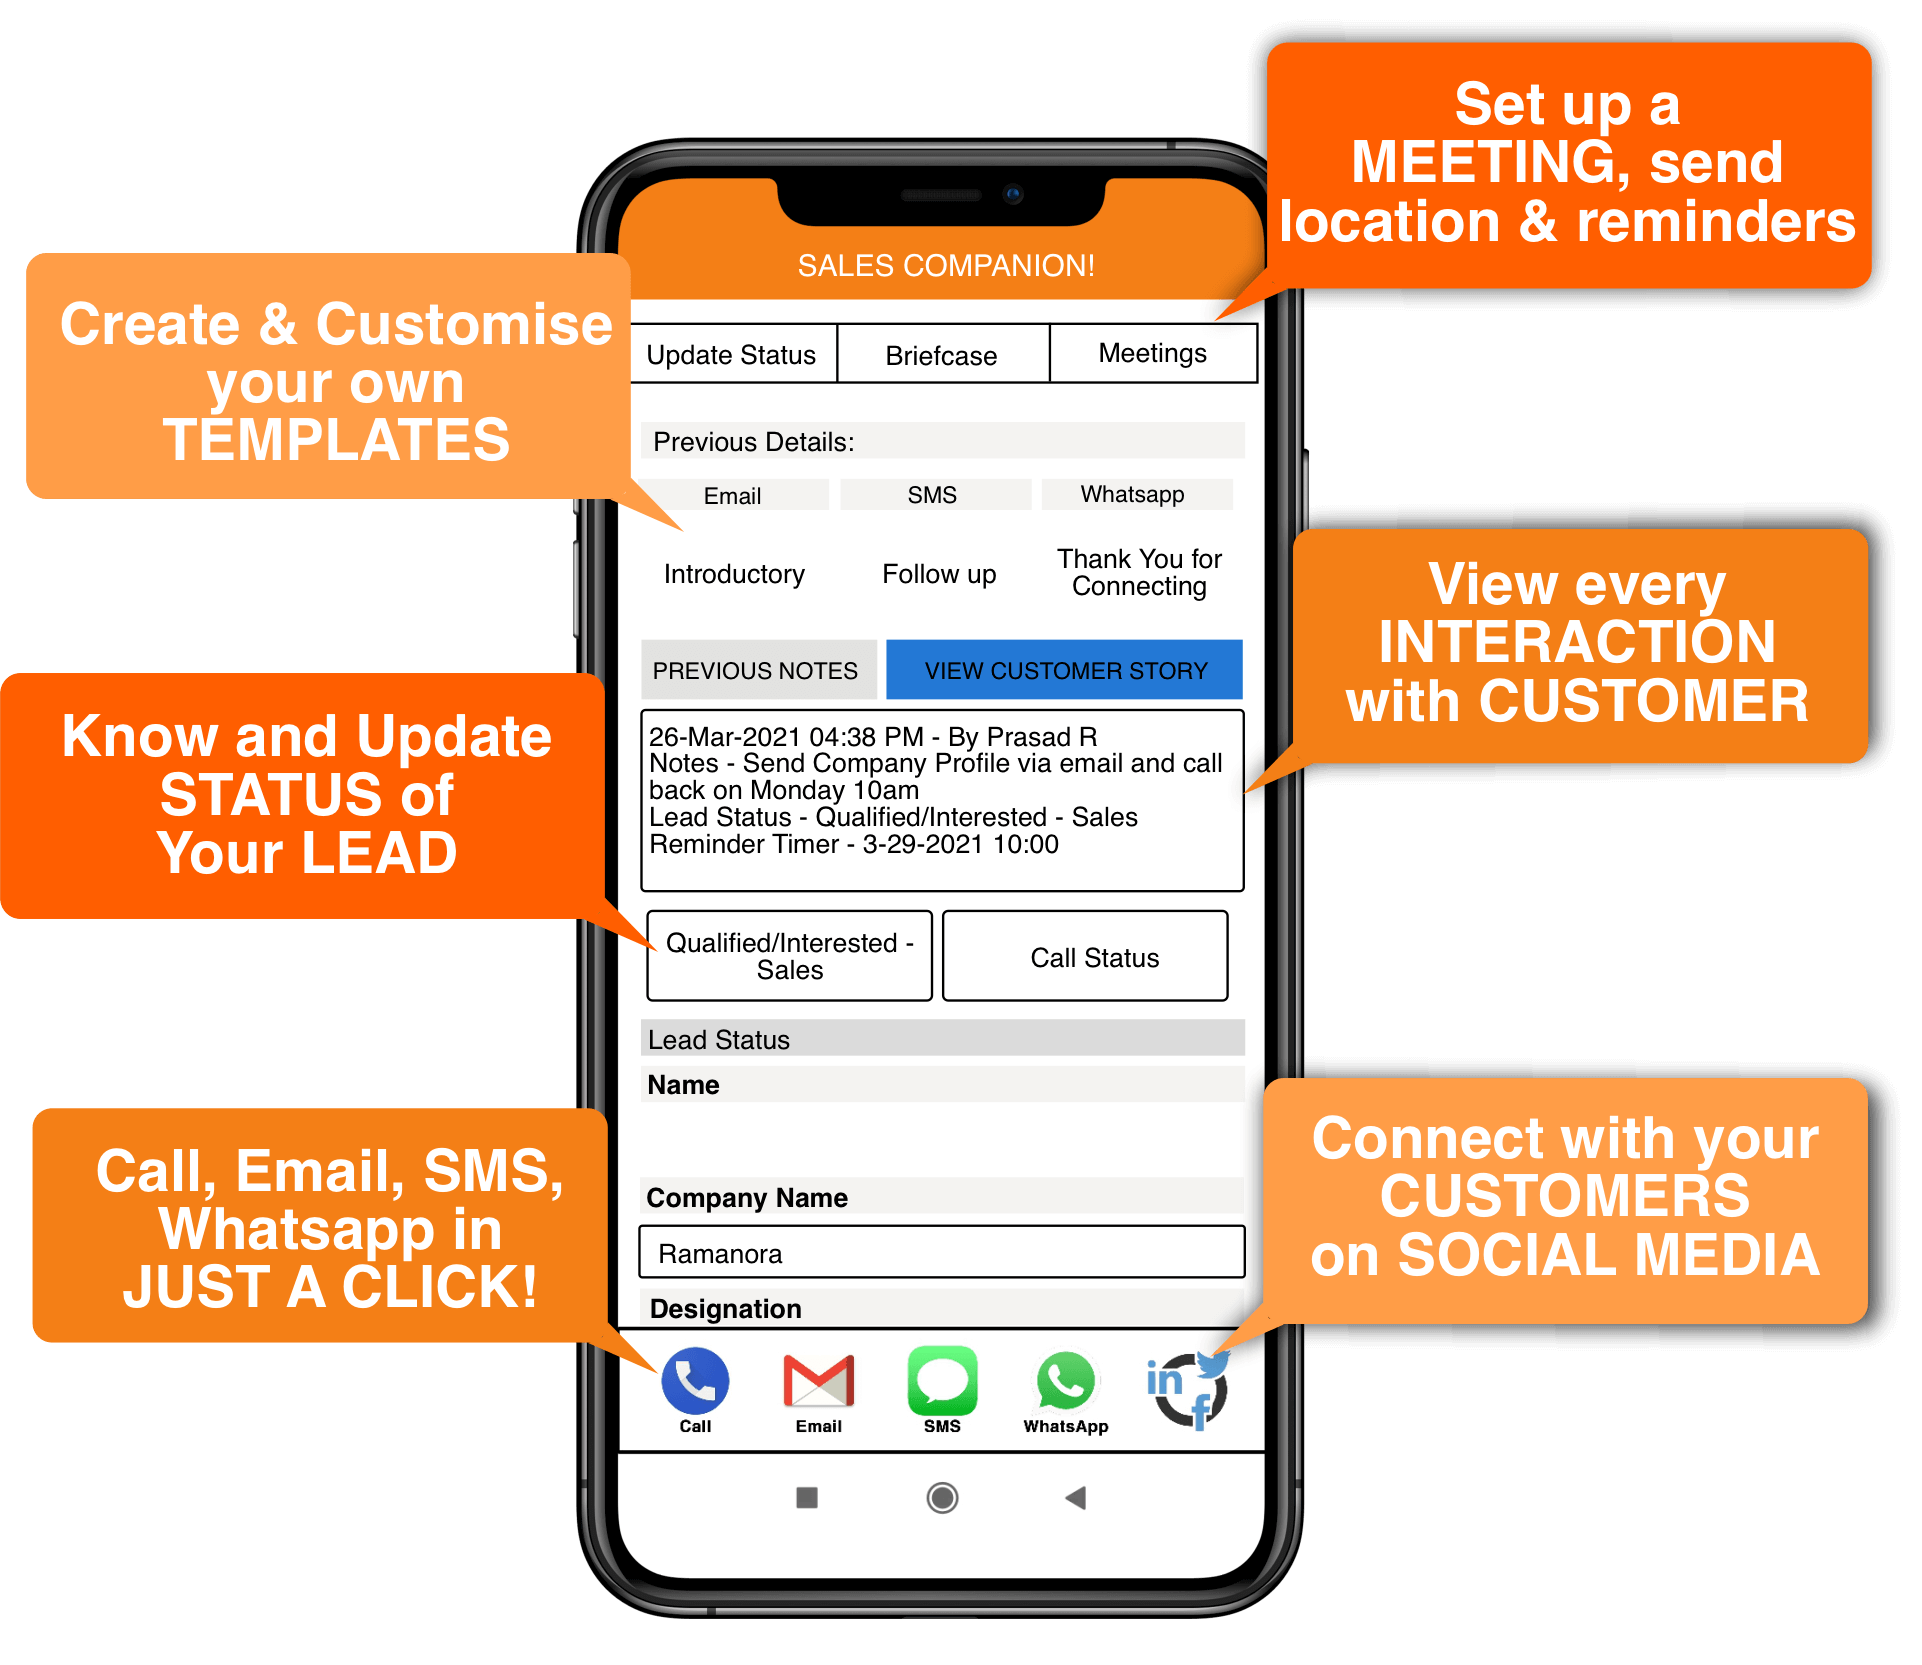 Set up a
MEETING, send
location & reminders
SALES COMPANION!
Create & Customise
your own
TEMPLATES
Update Status
Briefcase
Meetings
Previous Details:
Email
SMS
Whatsapp
Introductory
Follow up
Thank You for
Connecting
View every
INTERACTION
with CUSTOMER
PREVIOUS NOTES
VIEW CUSTOMER STORY
Know and Update
STATUS of
Your LEAD
26-Mar-2021 04:38 PM - By Prasad R
Notes - Send Company Profile via email and call
back on Monday 10am
Lead Status - Qualified/Interested - Sales
Reminder Timer - 3-29-2021 10:00
Qualified/Interested -
Sales
Call Status
Lead Status
Name
Call, Email, SMS,
Whatsapp in
JUST A CLICK!
Connect with your
CUSTOMERS
on SOCIAL MEDIA
Company Name
Ramanora
Designation
Call
Email
SMS
WhatsApp
in
f